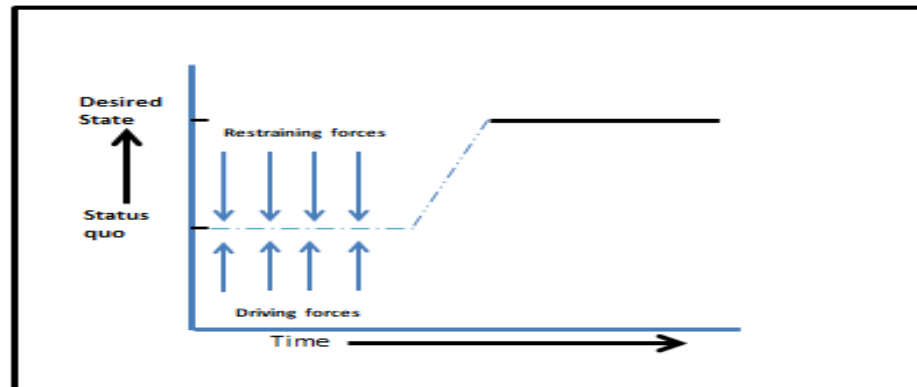 Desired
State
Restraining forces
Status
quo
Driving forces
Time